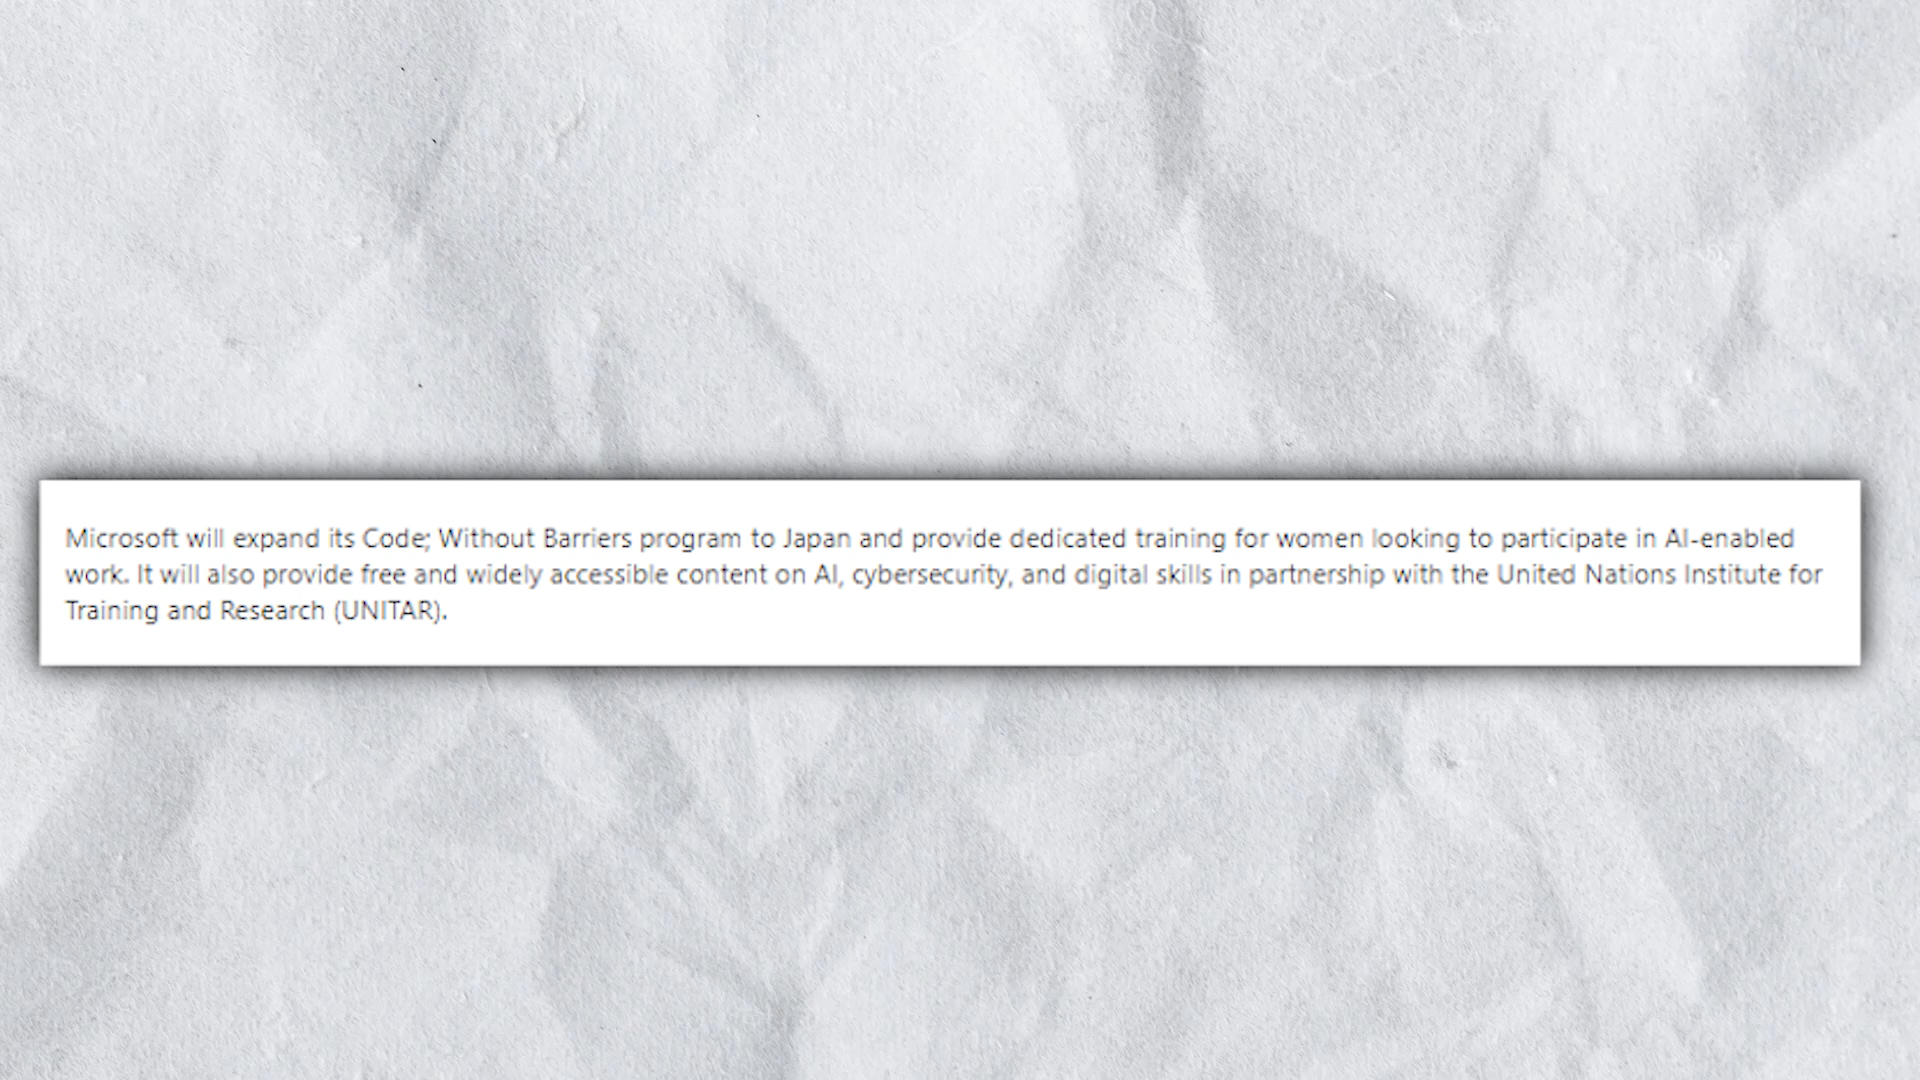 Microsoft will expand its Code; Without Barriers program to Japan and provide dedicated training for women looking to participate in AI-enabled
work. It will also provide free and widely accessible content on AI, cybersecurity, and digital skills in partnership with the United Nations Institute for
Training and Research (UNITAR).